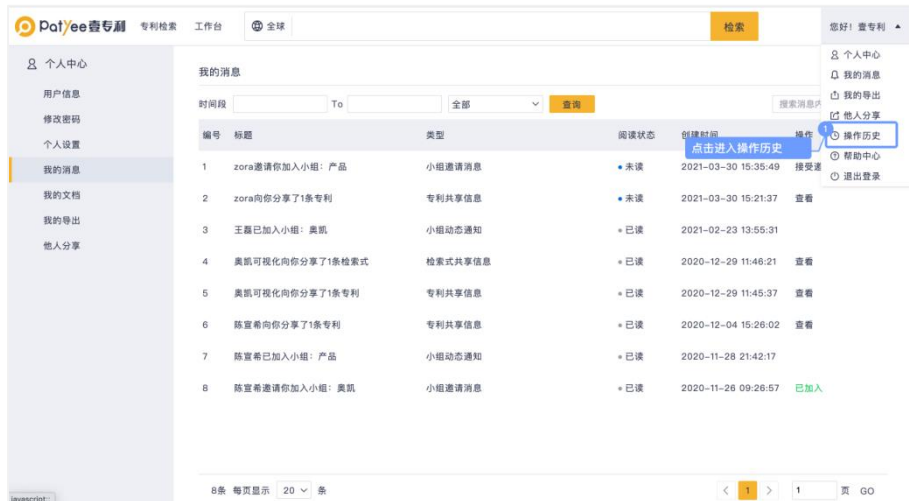 Patyee壹专利 专利检索 工作台 全球 检索 您好！壹专利
个人中心
用户信息
修改密码
个人设置
我的消息
我的文档
我的导出
他人分享
个人中心
我的消息
我的导出
他人分享
操作历史
帮助中心
退出登录
1
点击进入操作历史
我的消息
时间段 To 全部 查询 搜索消息内
编号 标题 类型 阅读状态 创建时间 操作
1 zora邀请你加入小组：产品 小组邀请消息 未读 2021-03-30 15:35:49 接受邀
2 zora向你分享了1条专利 专利共享信息 未读 2021-03-30 15:21:37 查看
3 王磊已加入小组：奥凯 小组动态通知 已读 2021-02-23 13:55:31
4 奥凯可视化向你分享了1条检索式 检索式共享信息 已读 2020-12-29 11:46:21 查看
5 奥凯可视化向你分享了1条专利 专利共享信息 已读 2020-12-29 11:45:37 查看
6 陈宣希向你分享了1条专利 专利共享信息 已读 2020-12-04 15:26:02 查看
7 陈宣希已加入小组：产品 小组动态通知 已读 2020-11-28 21:42:17
8 陈宣希邀请你加入小组：奥凯 小组邀请消息 已读 2020-11-26 09:26:57 已加入
8条 每页显示 20 条 < 1 > 1 页 GO